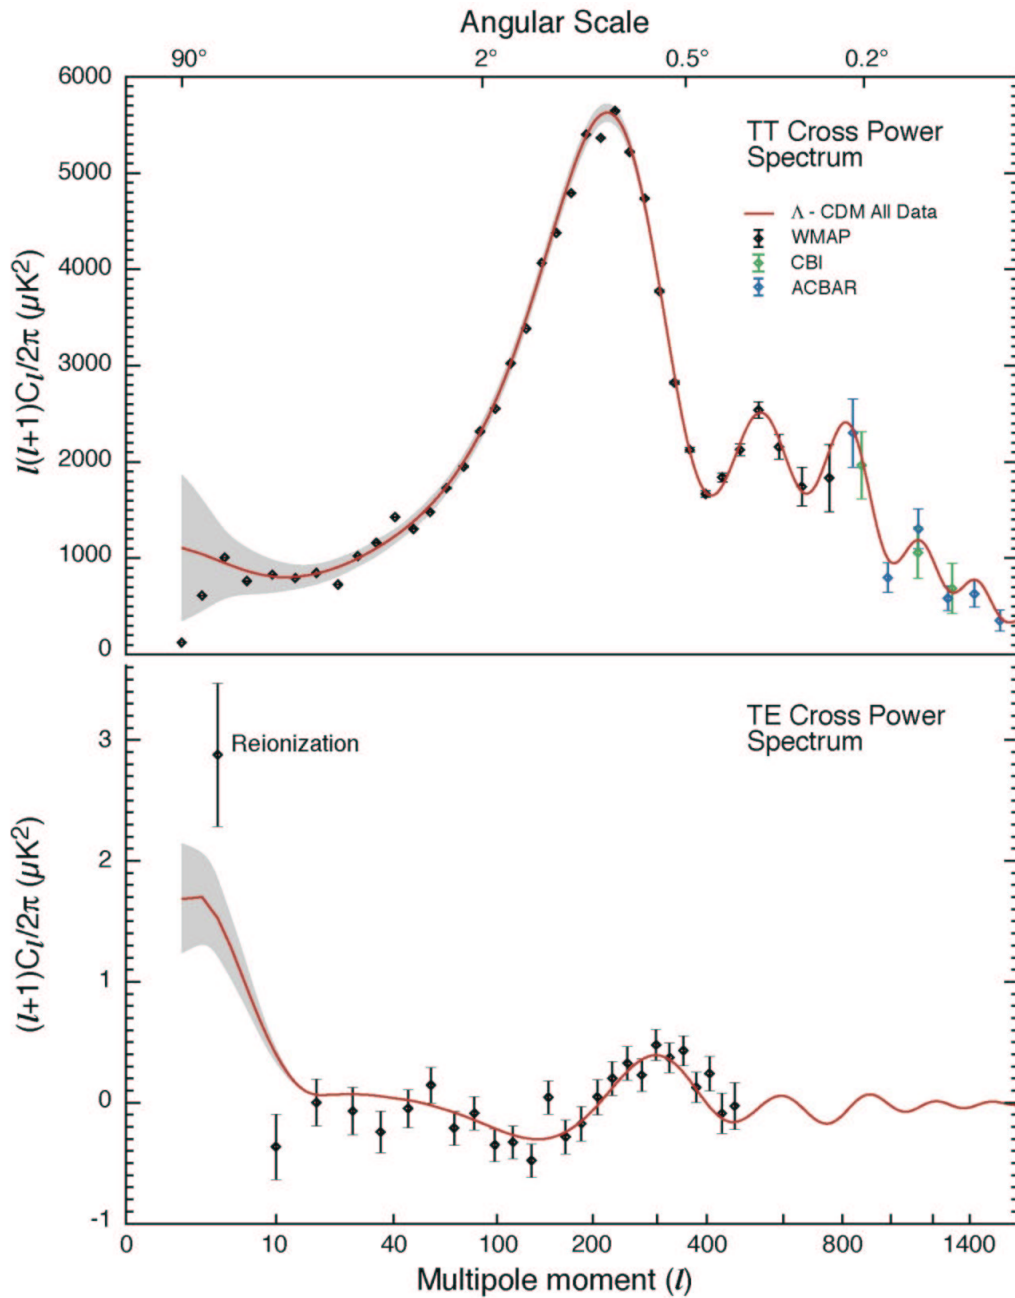 Angular Scale
90° 2° 0.5° 0.2°
6000
5000
4000
3000
2000
1000
0
l(l+1)Cl/2π (μK2)
TT Cross Power
Spectrum
Λ - CDM All Data
WMAP
CBI
ACBAR
3
2
1
0
-1
(l+1)Cl/2π (μK2)
Reionization
TE Cross Power
Spectrum
0 10 40 100 200 400 800 1400
Multipole moment (l)